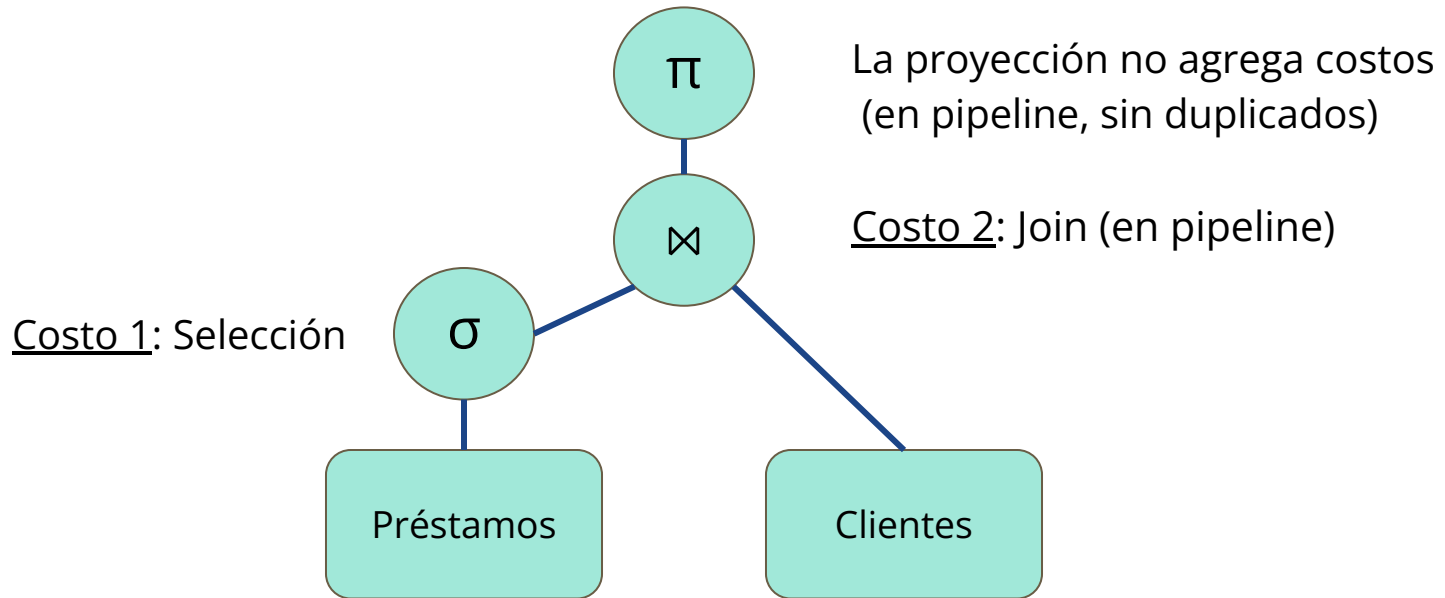 π
La proyección no agrega costos
(en pipeline, sin duplicados)
⋈
Costo 2: Join (en pipeline)
Costo 1: Selección
σ
Préstamos
Clientes